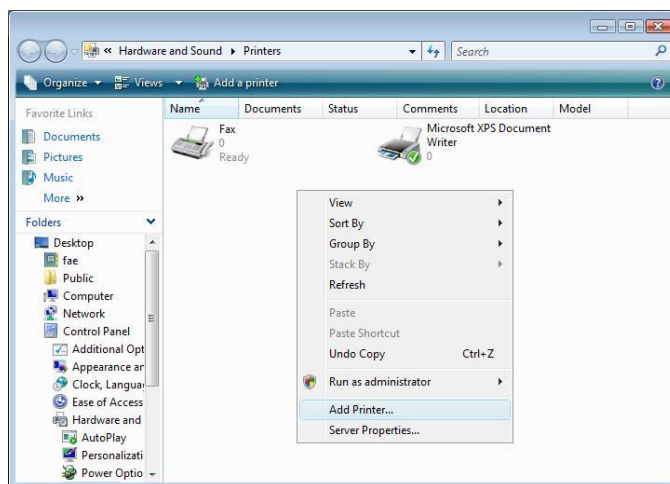 « Hardware and Sound ▸ Printers
Search
Organize Views Add a printer
Favorite Links
Documents
Pictures
Music
More »
Folders
Desktop
fae
Public
Computer
Network
Control Panel
Additional Opt
Appearance an
Clock, Languag
Ease of Access
Hardware and
AutoPlay
Personalizati
Power Optio
Name Documents Status Comments Location Model
Fax
0
Ready
Microsoft XPS Document
Writer
0
View
Sort By
Group By
Stack By
Refresh
Paste
Paste Shortcut
Undo Copy Ctrl+Z
Run as administrator
Add Printer...
Server Properties...